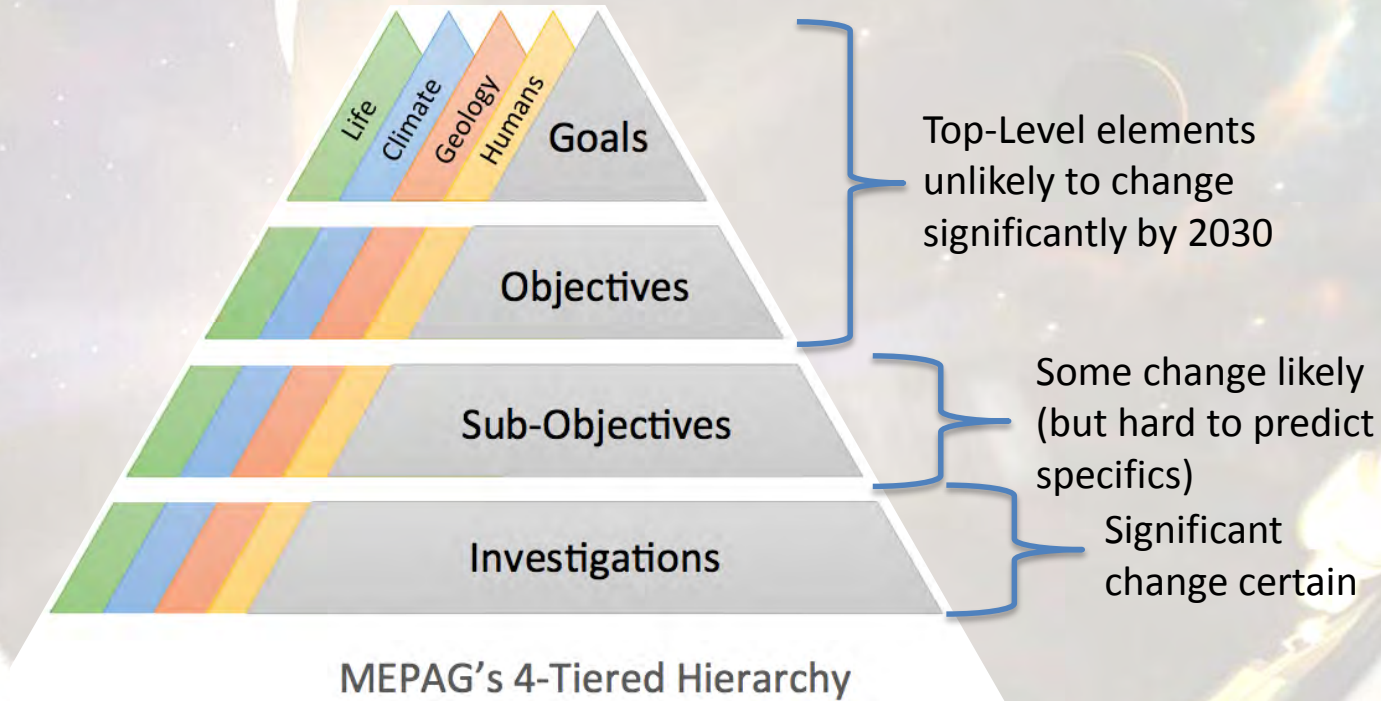 Life
Climate
Geology
Humans
Goals
Objectives
Sub-Objectives
Investigations
MEPAG's 4-Tiered Hierarchy
Top-Level elements
unlikely to change
significantly by 2030
Some change likely
(but hard to predict
specifics)
Significant
change certain